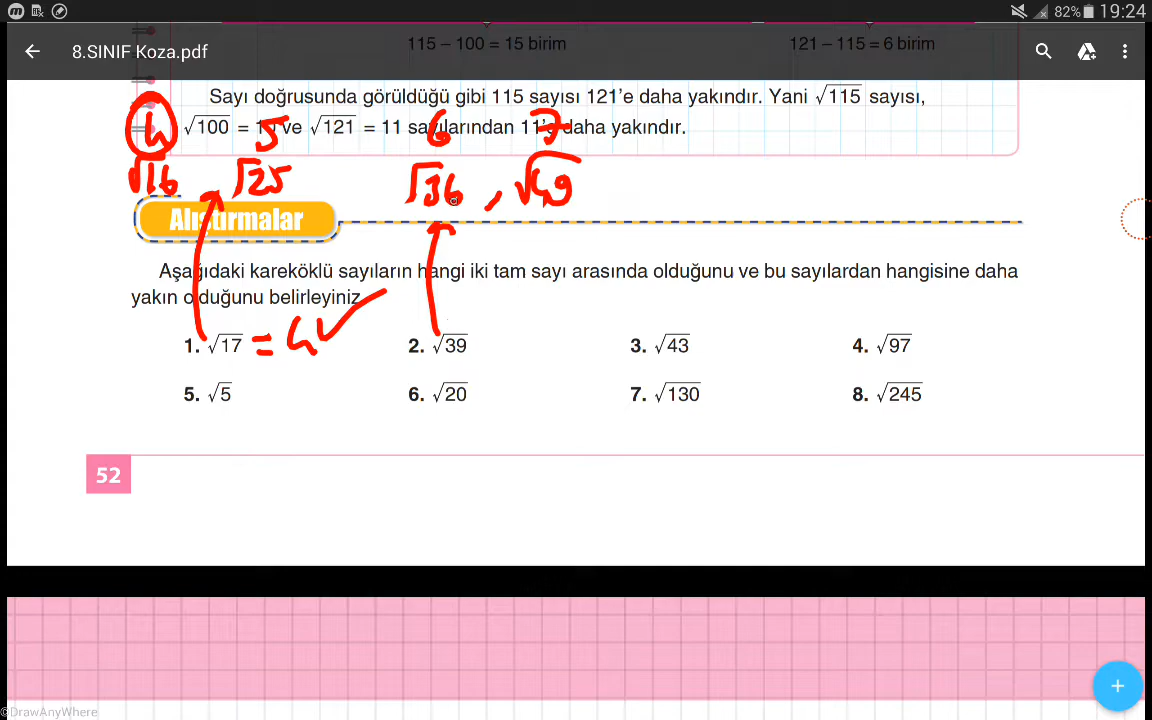 82% 19:24
8.SINIF Koza.pdf
115 – 100 = 15 birim 121 – 115 = 6 birim
Sayı doğrusunda görüldüğü gibi 115 sayısı 121'e daha yakındır. Yani √115 sayısı,
√100 = 1 ve √121 = 11 sayılarından 11'e daha yakındır.
4 5 6 7
√16 √25 √36 , √49
Alıştırmalar
Aşağıdaki kareköklü sayıların hangi iki tam sayı arasında olduğunu ve bu sayılardan hangisine daha
yakın olduğunu belirleyiniz.
1. √17 = 4 ✓ 2. √39 3. √43 4. √97
5. √5 6. √20 7. √130 8. √245
52
©DrawAnyWhere